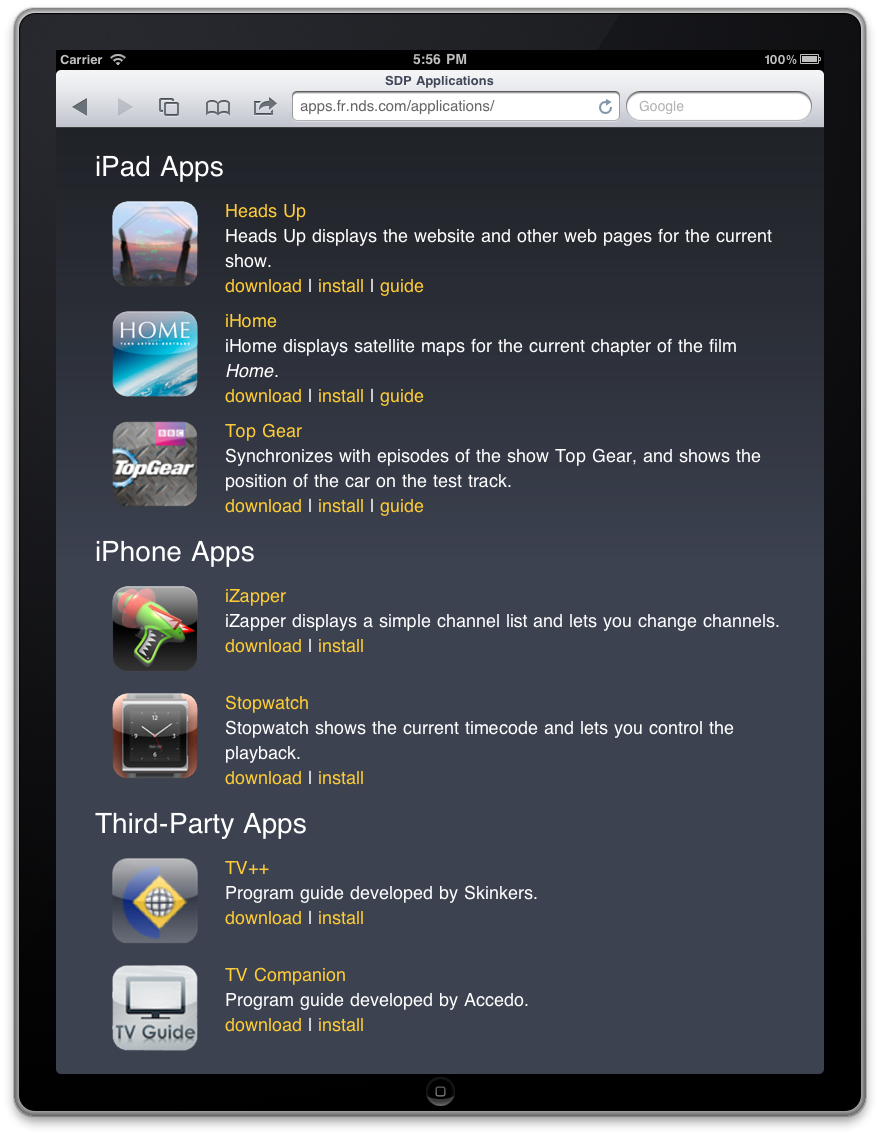 Carrier 5:56 PM 100%
SDP Applications
apps.fr.nds.com/applications/ Google
iPad Apps
Heads Up
Heads Up displays the website and other web pages for the current
show.
download | install | guide
HOME
iHome
iHome displays satellite maps for the current chapter of the film
Home.
download | install | guide
BBC
TopGear
Top Gear
Synchronizes with episodes of the show Top Gear, and shows the
position of the car on the test track.
download | install | guide
iPhone Apps
iZapper
iZapper displays a simple channel list and lets you change channels.
download | install
12
9 3
6
Stopwatch
Stopwatch shows the current timecode and lets you control the
playback.
download | install
Third-Party Apps
TV++
Program guide developed by Skinkers.
download | install
TV Guide
TV Companion
Program guide developed by Accedo.
download | install